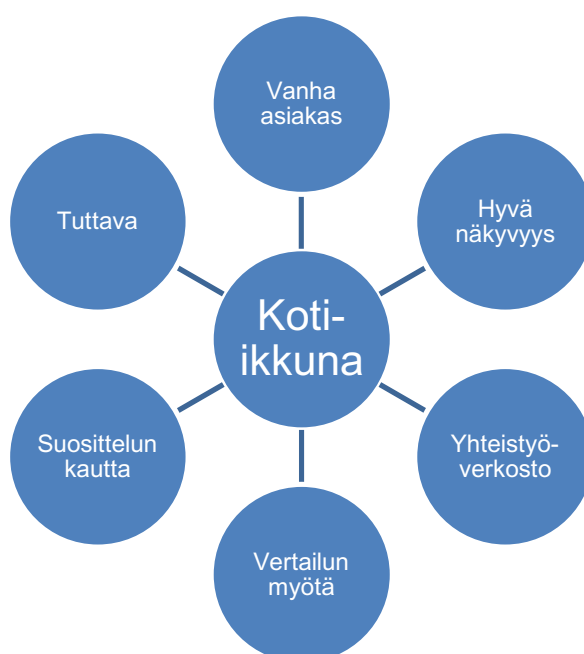 Vanha
asiakas
Hyvä
näkyvyys
Yhteistyö-
verkosto
Vertailun
myötä
Suosittelun
kautta
Tuttava
Koti-
ikkuna